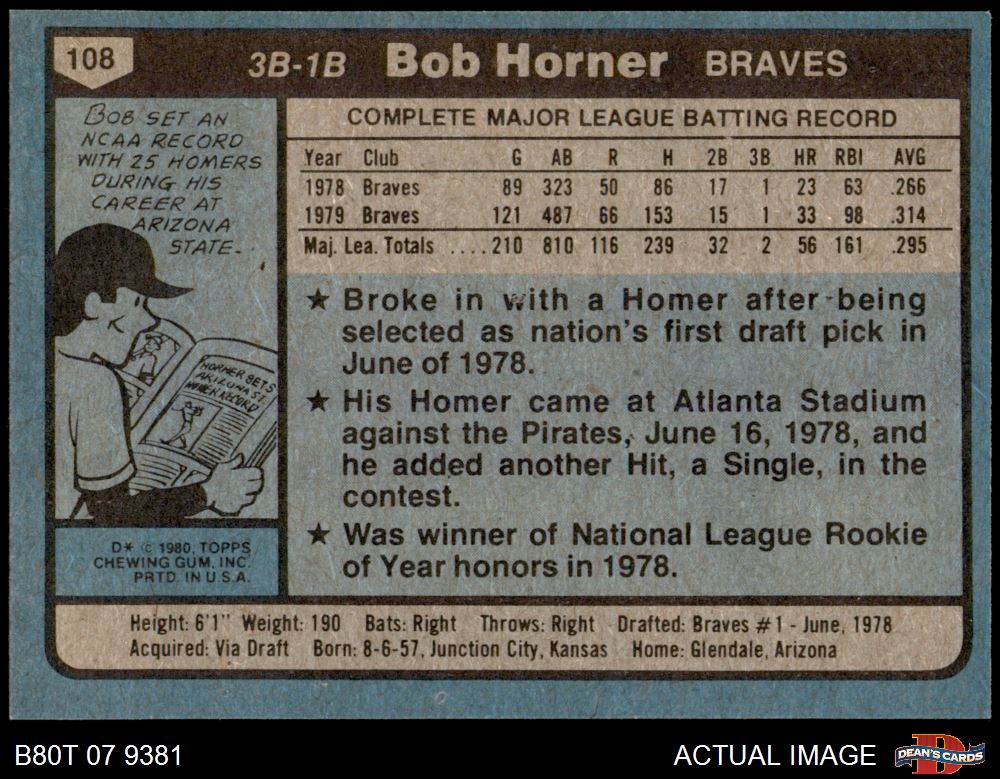 108
3B-1B Bob Horner BRAVES
BOB SET AN
NCAA RECORD
WITH 25 HOMERS
DURING HIS
CAREER AT
ARIZONA
STATE.
HORNER SETS
ARIZONA ST.
HOMER RECORD
D* © 1980, TOPPS
CHEWING GUM, INC.
PRTD. IN U.S.A.
COMPLETE MAJOR LEAGUE BATTING RECORD
Year Club G AB R H 2B 3B HR RBI AVG
1978 Braves 89 323 50 86 17 1 23 63 .266
1979 Braves 121 487 66 153 15 1 33 98 .314
Maj. Lea. Totals ....210 810 116 239 32 2 56 161 .295
★ Broke in with a Homer after being
selected as nation's first draft pick in
June of 1978.
★ His Homer came at Atlanta Stadium
against the Pirates, June 16, 1978, and
he added another Hit, a Single, in the
contest.
★ Was winner of National League Rookie
of Year honors in 1978.
Height: 6'1" Weight: 190 Bats: Right Throws: Right Drafted: Braves #1 - June, 1978
Acquired: Via Draft Born: 8-6-57, Junction City, Kansas Home: Glendale, Arizona
B80T 07 9381
ACTUAL IMAGE
D
DEAN'S CARDS